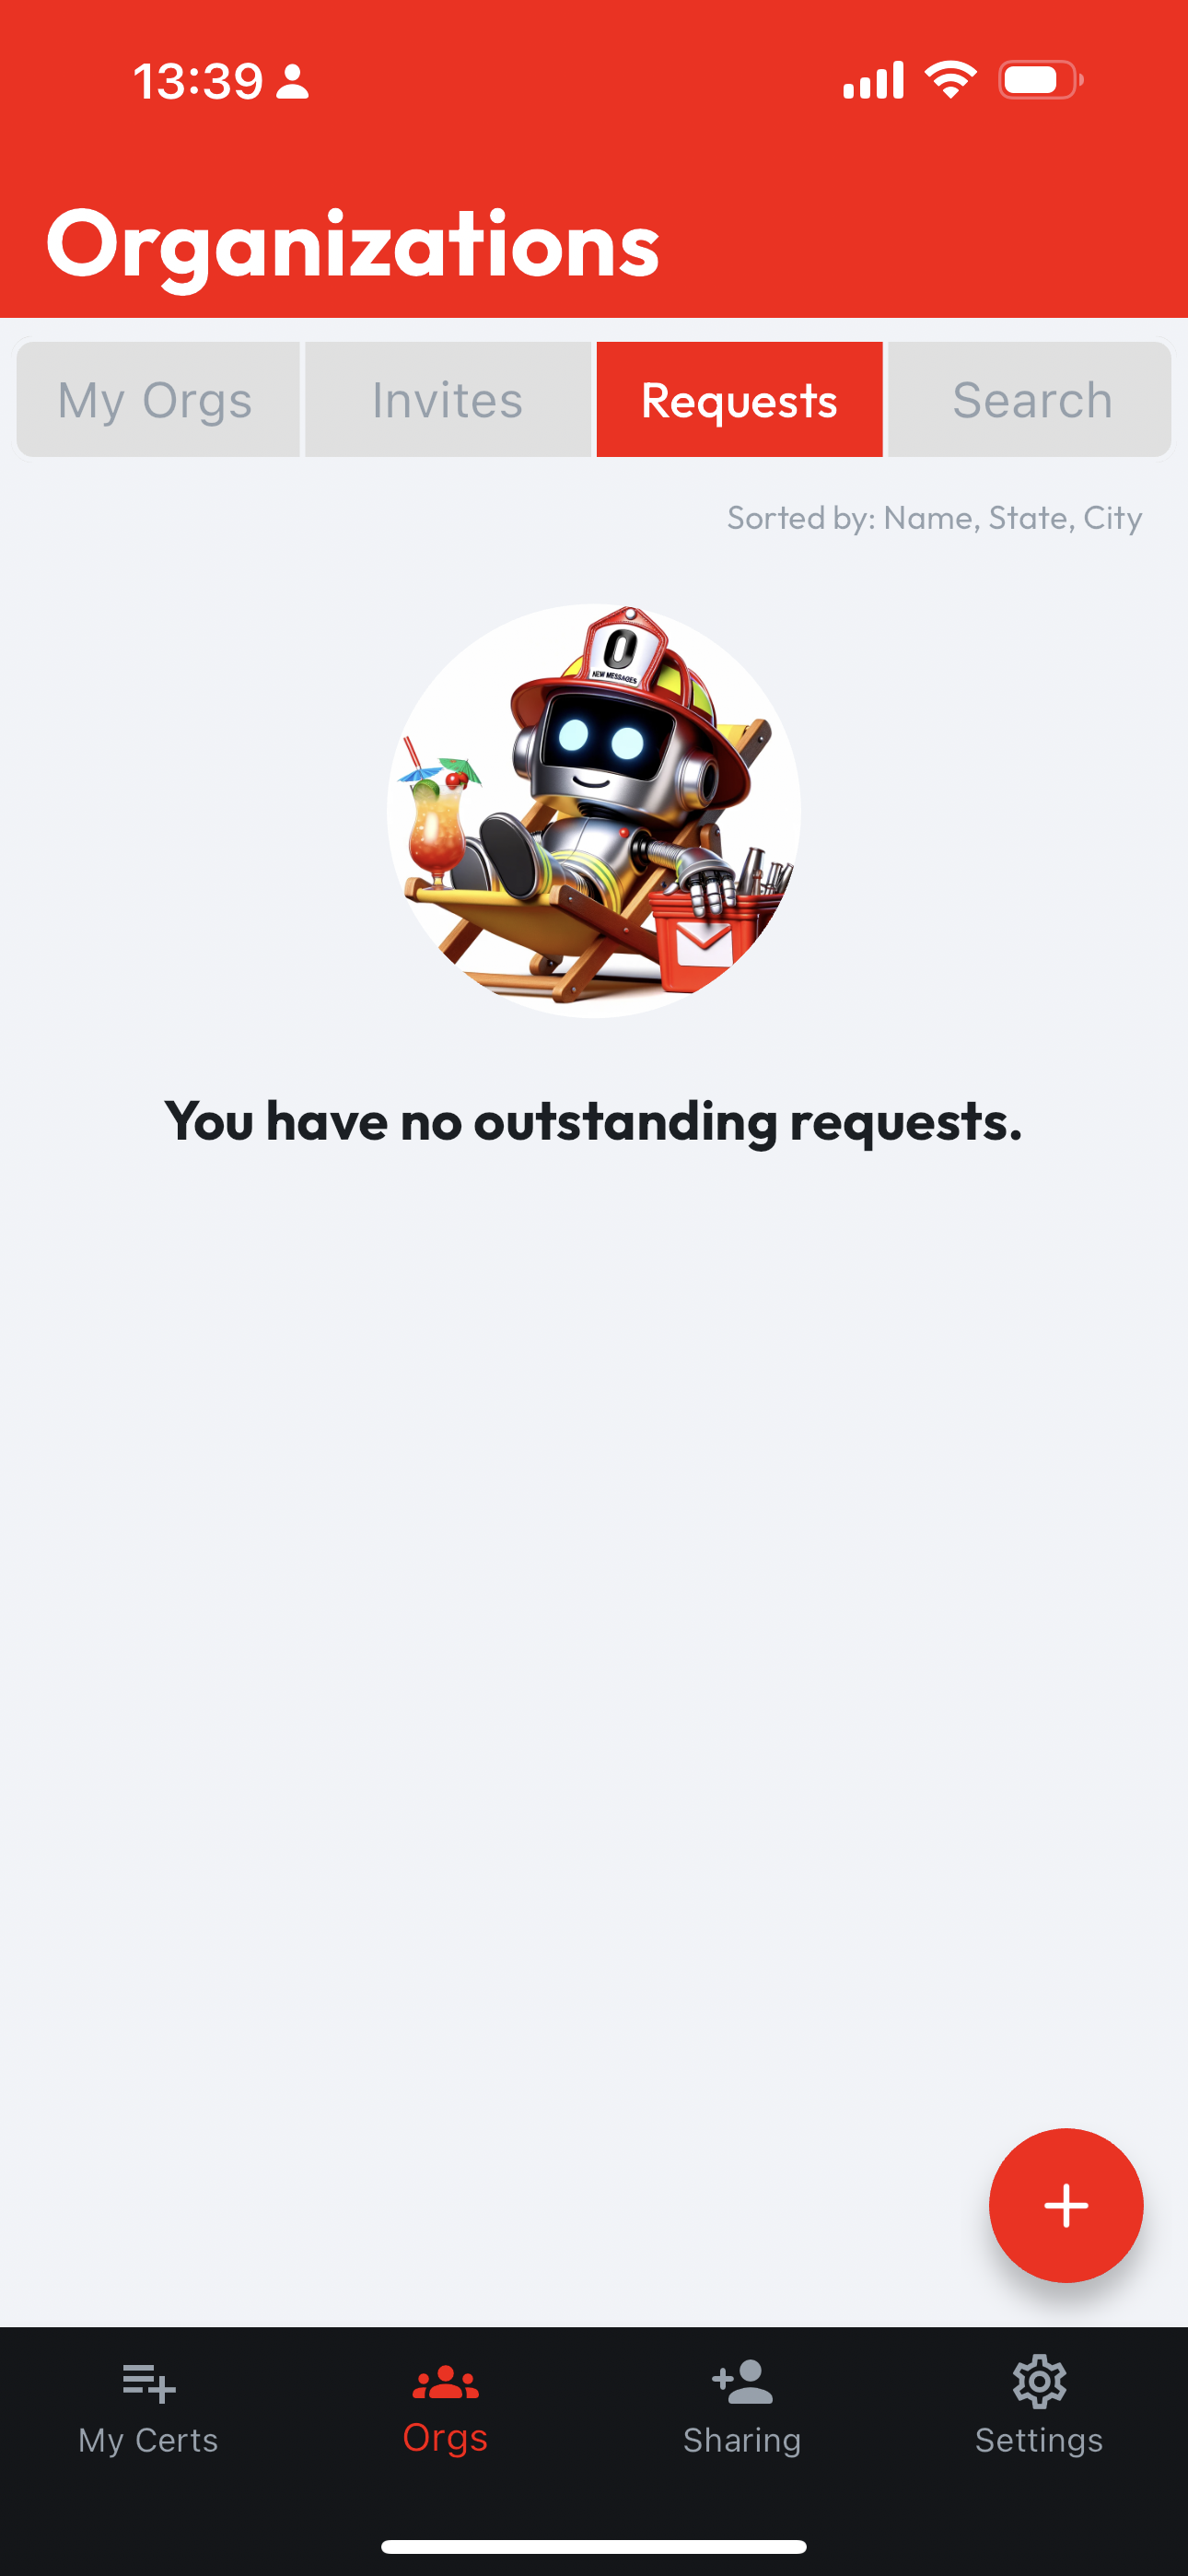 13:39
Organizations
My Orgs Invites Requests Search
Sorted by: Name, State, City
0
NEW MESSAGES
You have no outstanding requests.
My Certs Orgs Sharing Settings